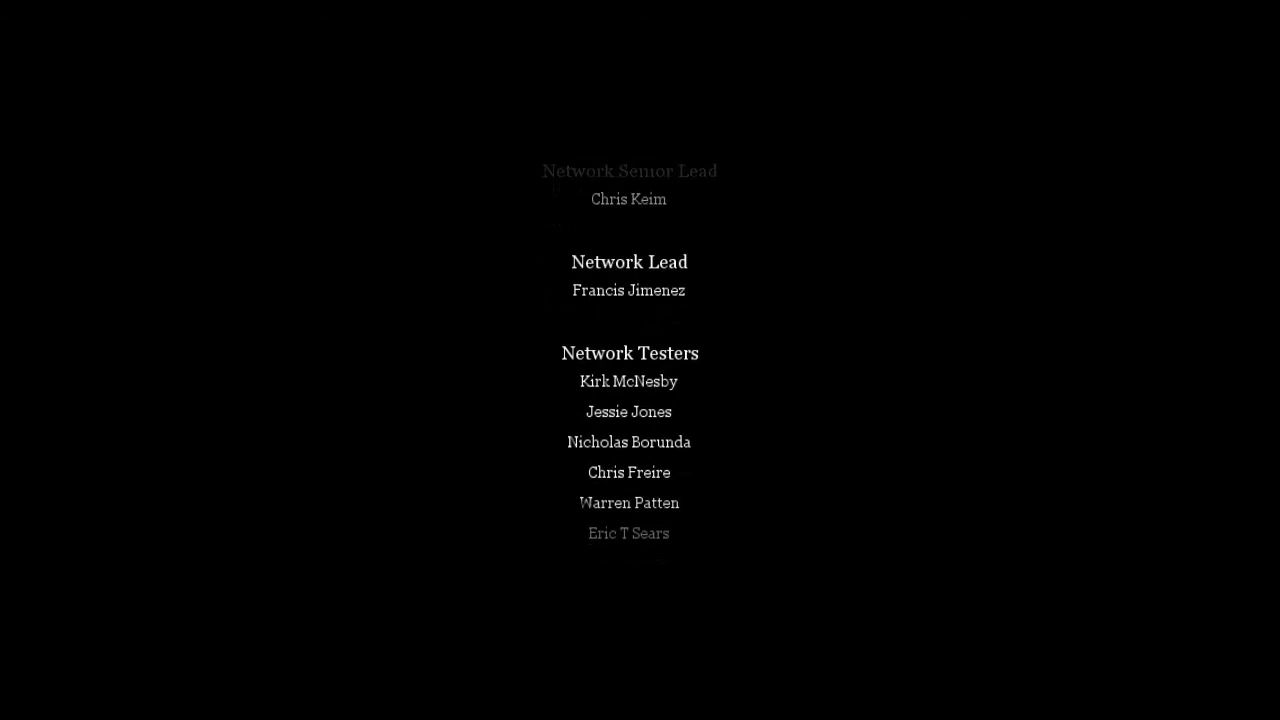 Network Senior Lead
Chris Keim
Network Lead
Francis Jimenez
Network Testers
Kirk McNesby
Jessie Jones
Nicholas Borunda
Chris Freire
Warren Patten
Eric T Sears